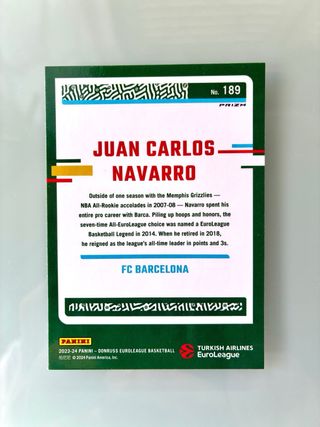 No. 189
PRIZM
JUAN CARLOS
NAVARRO
Outside of one season with the Memphis Grizzlies —
NBA All-Rookie accolades in 2007-08 — Navarro spent his
entire pro career with Barca. Piling up hoops and honors, the
seven-time All-EuroLeague choice was named a EuroLeague
Basketball Legend in 2014. When he retired in 2018,
he reigned as the league's all-time leader in points and 3s.
FC BARCELONA
PANINI
2023-24 PANINI – DONRUSS EUROLEAGUE BASKETBALL
© 2024 Panini America, Inc.
TURKISH AIRLINES
EuroLeague